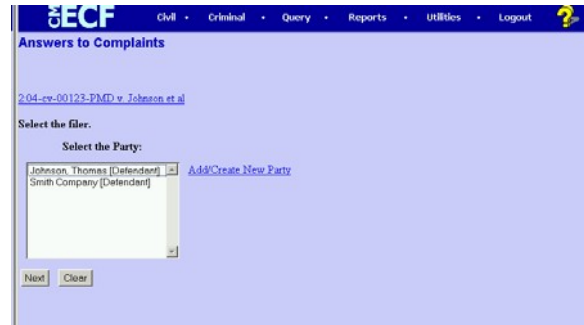 CM ECF Civil • Criminal • Query • Reports • Utilities • Logout ?
Answers to Complaints
2:04-cv-00123-PMD v. Johnson et al
Select the filer.
Select the Party:
Johnson, Thomas [Defendant] Add/Create New Party
Smith Company [Defendant]
Next Clear